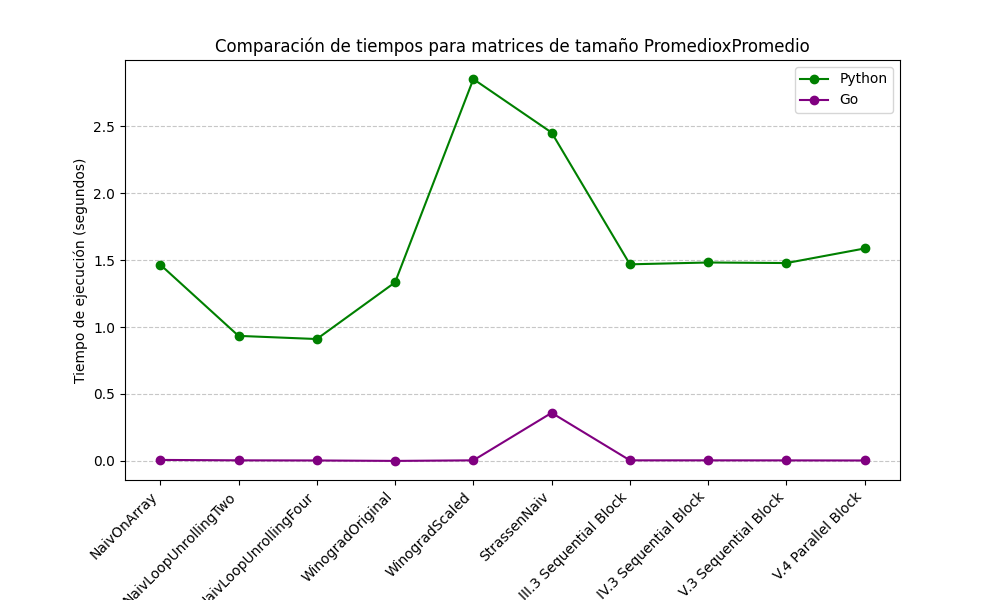 Comparación de tiempos para matrices de tamaño PromedioxPromedio
Python
Go
Tiempo de ejecución (segundos)
2.5
2.0
1.5
1.0
0.5
0.0
NaivOnArray
NaivLoopUnrollingTwo
NaivLoopUnrollingFour
WinogradOriginal
WinogradScaled
StrassenNaiv
III.3 Sequential Block
IV.3 Sequential Block
V.3 Sequential Block
V.4 Parallel Block